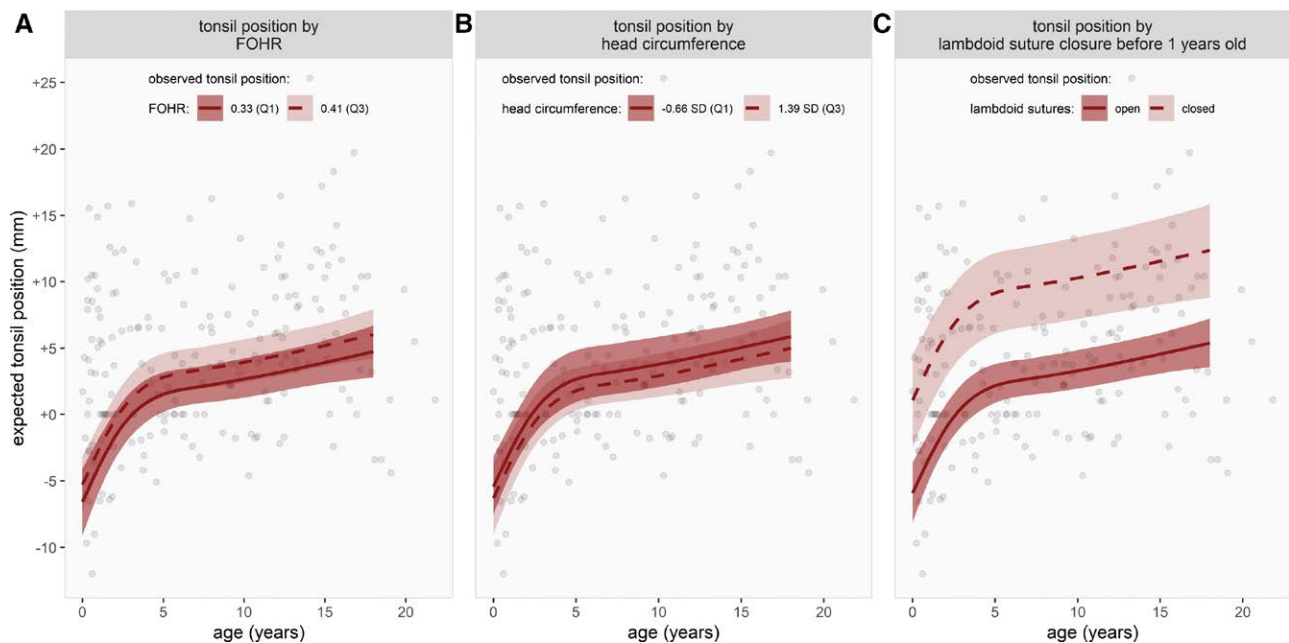 A
tonsil position by
FOHR
observed tonsil position:
FOHR: 0.33 (Q1) 0.41 (Q3)
B
tonsil position by
head circumference
observed tonsil position:
head circumference: -0.66 SD (Q1) 1.39 SD (Q3)
C
tonsil position by
lambdoid suture closure before 1 years old
observed tonsil position:
lambdoid sutures: open closed
expected tonsil position (mm)
+25
+20
+15
+10
+5
+0
-5
-10
0 5 10 15 20
age (years)
0 5 10 15 20
age (years)
0 5 10 15 20
age (years)